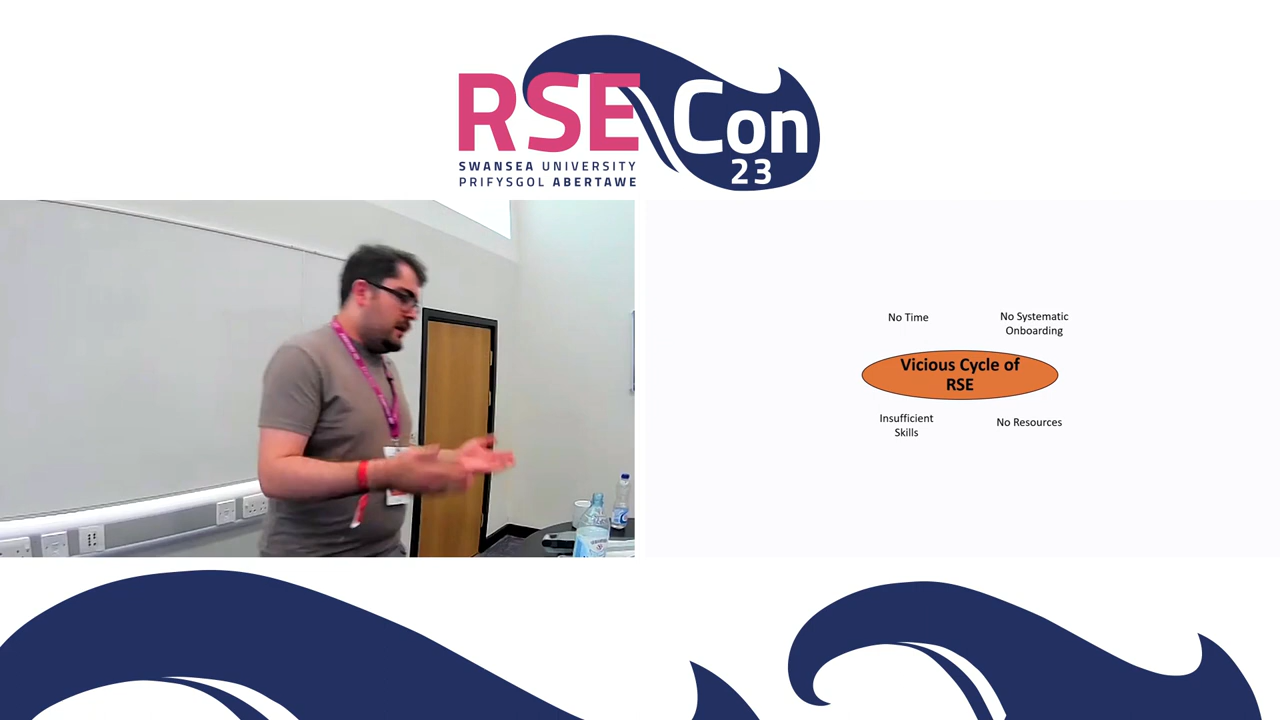 RSE Con
23
SWANSEA UNIVERSITY
PRIFYSGOL ABERTAWE
No Time
No Systematic
Onboarding
Vicious Cycle of
RSE
Insufficient
Skills
No Resources